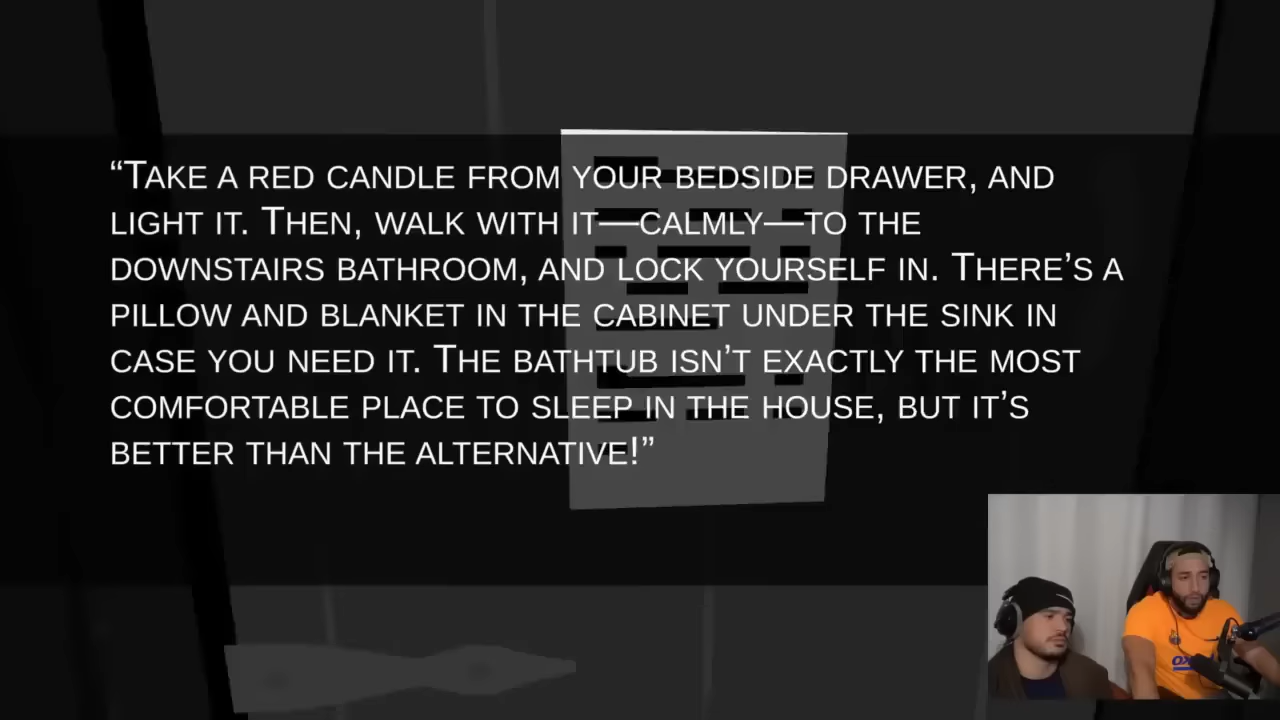 “TAKE A RED CANDLE FROM YOUR BEDSIDE DRAWER, AND
LIGHT IT. THEN, WALK WITH IT—CALMLY—TO THE
DOWNSTAIRS BATHROOM, AND LOCK YOURSELF IN. THERE’S A
PILLOW AND BLANKET IN THE CABINET UNDER THE SINK IN
CASE YOU NEED IT. THE BATHTUB ISN’T EXACTLY THE MOST
COMFORTABLE PLACE TO SLEEP IN THE HOUSE, BUT IT’S
BETTER THAN THE ALTERNATIVE!”